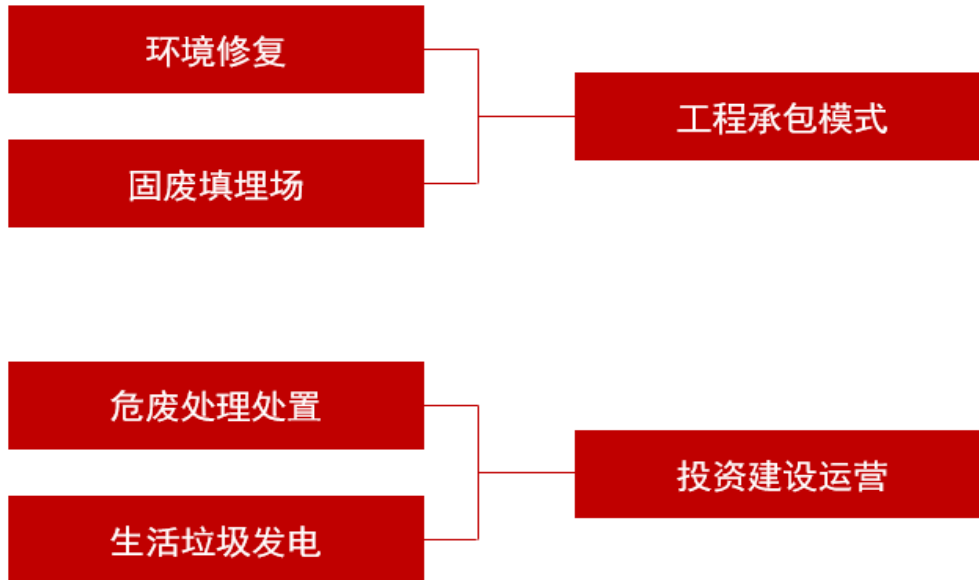 环境修复
固废填埋场
工程承包模式
危废处理处置
生活垃圾发电
投资建设运营